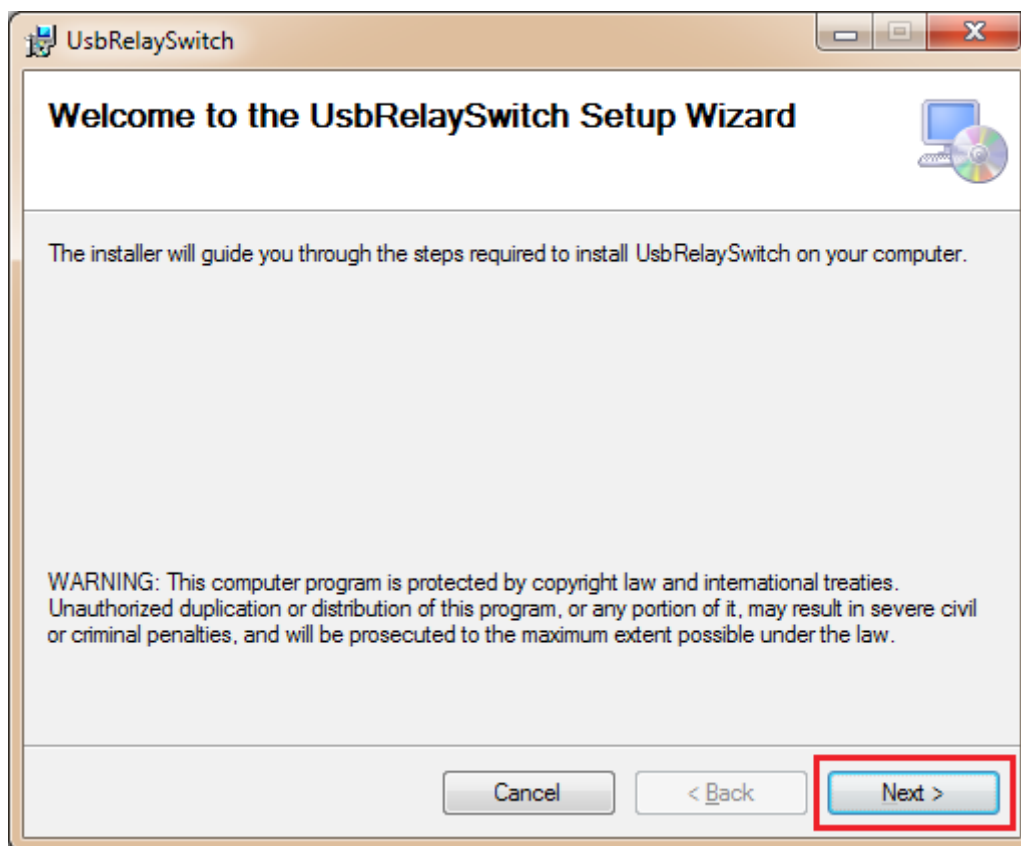 UsbRelaySwitch
Welcome to the UsbRelaySwitch Setup Wizard
The installer will guide you through the steps required to install UsbRelaySwitch on your computer.
WARNING: This computer program is protected by copyright law and international treaties.
Unauthorized duplication or distribution of this program, or any portion of it, may result in severe civil
or criminal penalties, and will be prosecuted to the maximum extent possible under the law.
Cancel < Back Next >